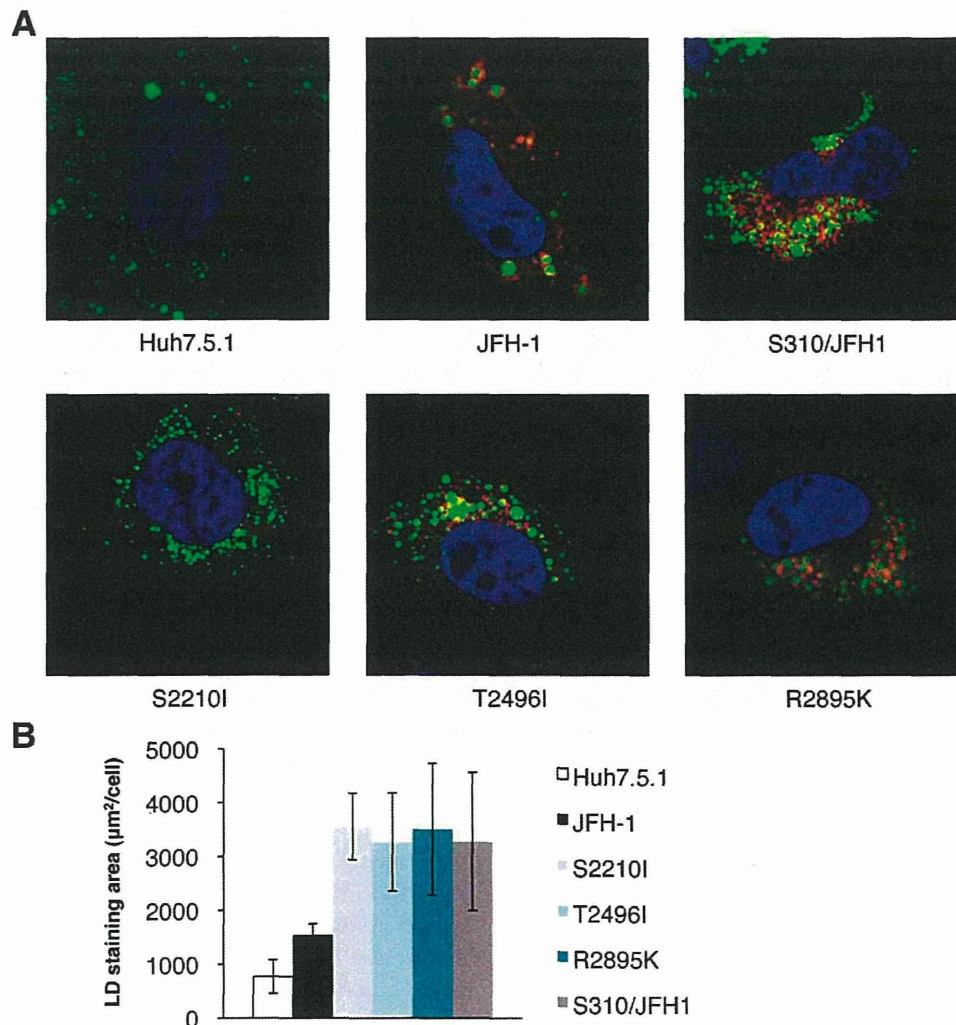 A
Huh7.5.1
JFH-1
S310/JFH1
S2210I
T2496I
R2895K
B
LD staining area (µm²/cell)
5000
4000
3000
2000
1000
0
Huh7.5.1
JFH-1
S2210I
T2496I
R2895K
S310/JFH1